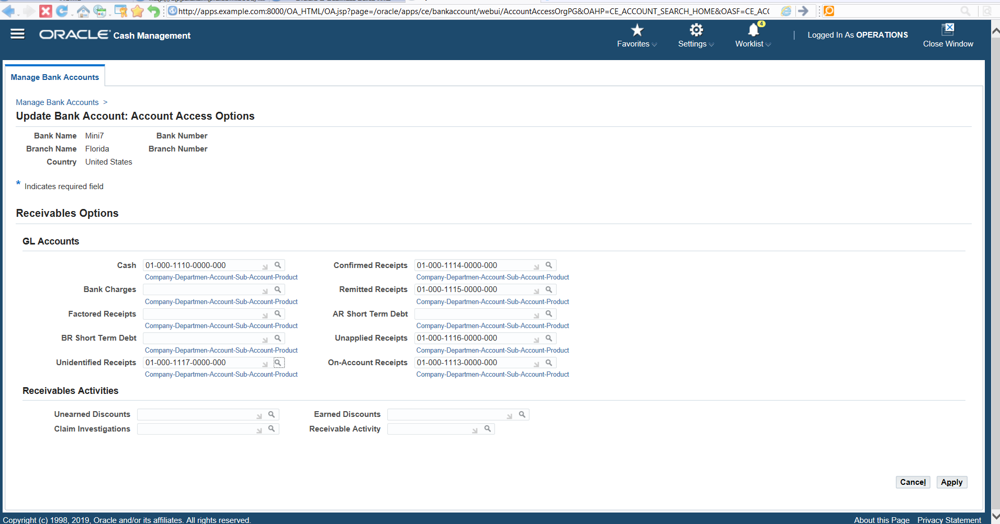 http://apps.example.com:8000/OA_HTML/OA.jsp?page=/oracle/apps/ce/bankaccount/webui/AccountAccessOrgPG&OAHP=CE_ACCOUNT_SEARCH_HOME&OASF=CE_ACC
ORACLE Cash Management
Favorites
Settings
4
Worklist
Logged In As OPERATIONS
Close Window
Manage Bank Accounts
Manage Bank Accounts >
Update Bank Account: Account Access Options
Bank Name Mini7 Bank Number
Branch Name Florida Branch Number
Country United States
* Indicates required field
Receivables Options
GL Accounts
Cash 01-000-1110-0000-000 Confirmed Receipts 01-000-1114-0000-000
Company-Departmen-Account-Sub-Account-Product Company-Departmen-Account-Sub-Account-Product
Bank Charges Remitted Receipts 01-000-1115-0000-000
Company-Departmen-Account-Sub-Account-Product Company-Departmen-Account-Sub-Account-Product
Factored Receipts AR Short Term Debt
Company-Departmen-Account-Sub-Account-Product Company-Departmen-Account-Sub-Account-Product
BR Short Term Debt Unapplied Receipts 01-000-1116-0000-000
Company-Departmen-Account-Sub-Account-Product Company-Departmen-Account-Sub-Account-Product
Unidentified Receipts 01-000-1117-0000-000 On-Account Receipts 01-000-1113-0000-000
Company-Departmen-Account-Sub-Account-Product Company-Departmen-Account-Sub-Account-Product
Receivables Activities
Unearned Discounts Earned Discounts
Claim Investigations Receivable Activity
Cancel Apply
Copyright (c) 1998, 2019, Oracle and/or its affiliates. All rights reserved. About this Page Privacy Statement